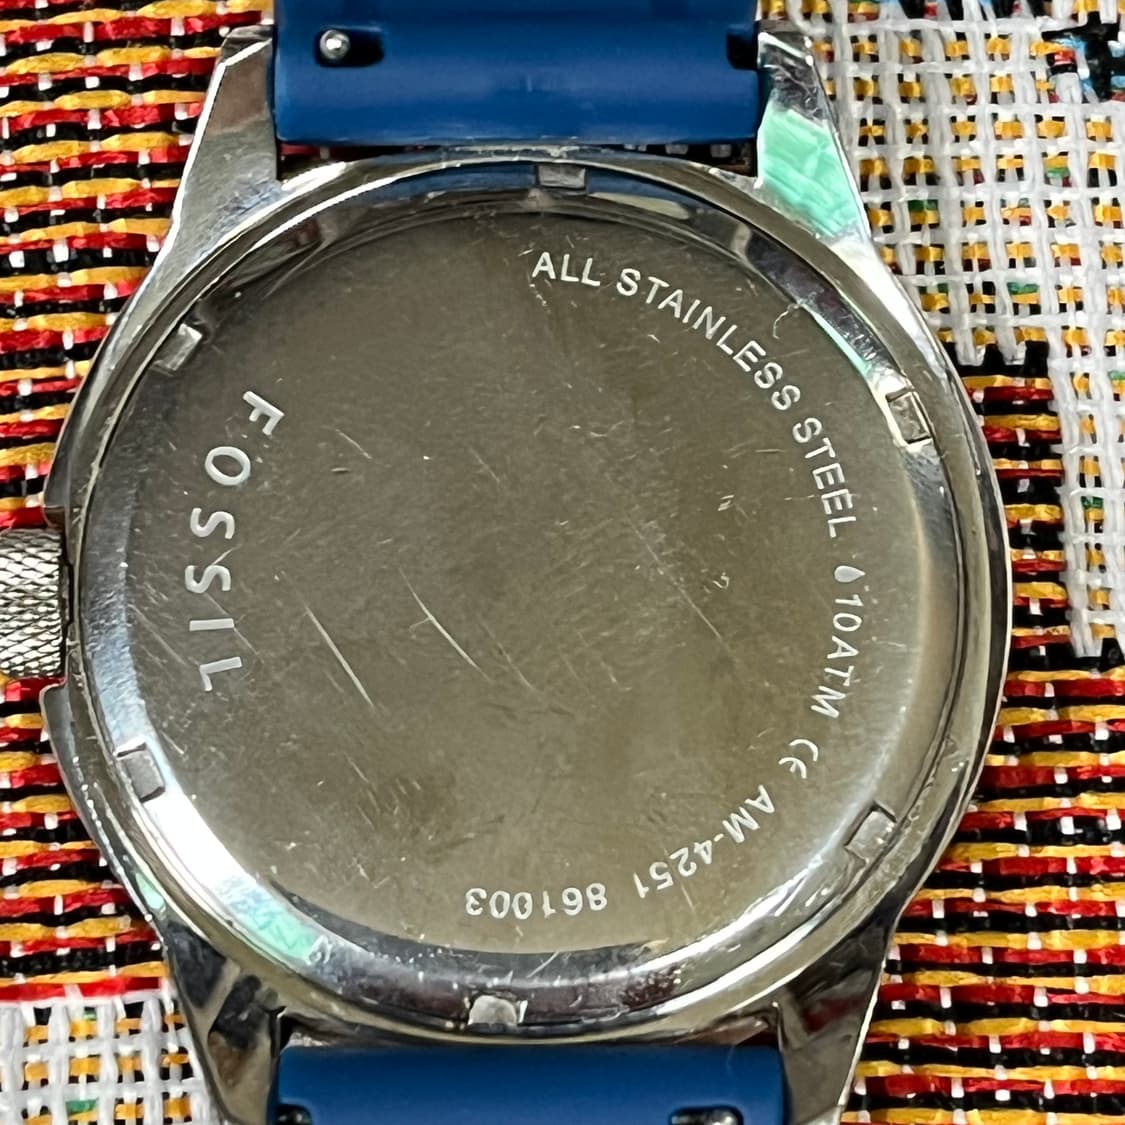 FOSSIL
ALL STAINLESS STEEL 10ATM CE AM-4251 861003